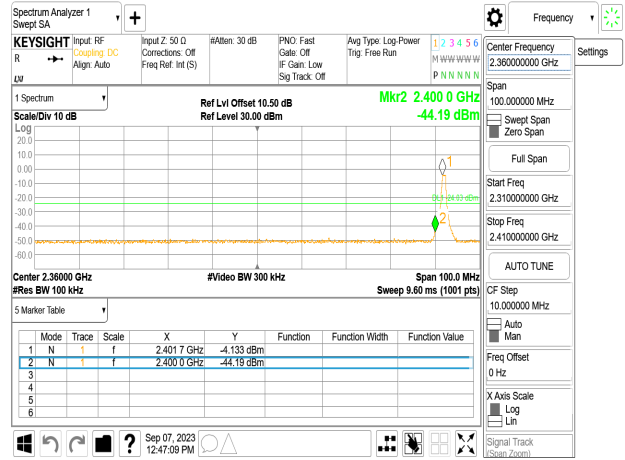 Spectrum Analyzer 1
Swept SA
Frequency
KEYSIGHT
R
Input: RF
Coupling: DC
Align: Auto
Input Z: 50 Ω
Corrections: Off
Freq Ref: Int (S)
#Atten: 30 dB
PNO: Fast
Gate: Off
IF Gain: Low
Sig Track: Off
Avg Type: Log-Power
Trig: Free Run
1 2 3 4 5 6
M W W W W W
P N N N N N
1 Spectrum
Scale/Div 10 dB
Ref Lvl Offset 10.50 dB
Ref Level 30.00 dBm
Mkr2 2.400 0 GHz
-44.19 dBm
Log
20.0
10.0
0.00
-10.0
-20.0
-30.0
-40.0
-50.0
-60.0
1
DL1 -24.03 dBm
2
Center 2.36000 GHz
#Res BW 100 kHz
#Video BW 300 kHz
Span 100.0 MHz
Sweep 9.60 ms (1001 pts)
5 Marker Table
Mode Trace Scale X Y Function Function Width Function Value
1 N 1 f 2.401 7 GHz -4.133 dBm
2 N 1 f 2.400 0 GHz -44.19 dBm
3
4
5
6
?
Sep 07, 2023
12:47:09 PM
Center Frequency
2.360000000 GHz
Settings
Span
100.000000 MHz
Swept Span
Zero Span
Full Span
Start Freq
2.310000000 GHz
Stop Freq
2.410000000 GHz
AUTO TUNE
CF Step
10.000000 MHz
Auto
Man
Freq Offset
0 Hz
X Axis Scale
Log
Lin
Signal Track
(Span Zoom)